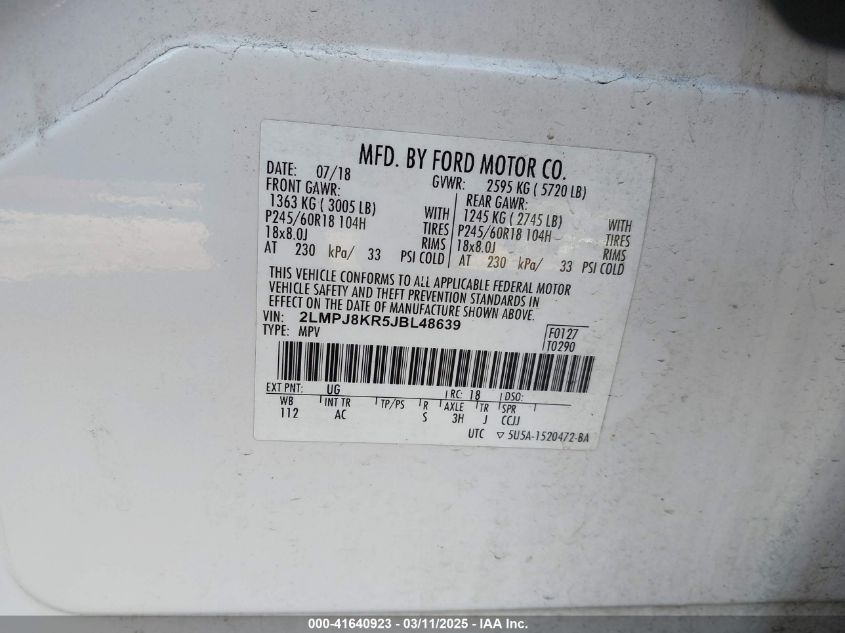 MFD. BY FORD MOTOR CO.
DATE: 07/18 GVWR: 2595 KG ( 5720 LB)
FRONT GAWR: REAR GAWR:
1363 KG ( 3005 LB) WITH 1245 KG ( 2745 LB) WITH
P245/60R18 104H TIRES P245/60R18 104H TIRES
18x8.0J RIMS 18x8.0J RIMS
AT 230 kPa/ 33 PSI COLD AT 230 kPa/ 33 PSI COLD
THIS VEHICLE CONFORMS TO ALL APPLICABLE FEDERAL MOTOR
VEHICLE SAFETY AND THEFT PREVENTION STANDARDS IN
EFFECT ON THE DATE OF MANUFACTURE SHOWN ABOVE.
VIN: 2LMPJ8KR5JBL48639 F0127
TYPE: MPV T0290
EXT PNT: UG RC: 18 DSO:
WB INT TR TP/PS R AXLE TR SPR
112 AC S 3H J CCJJ
UTC ▽ 5U5A-1520472-BA
000-41640923 / 03/11/2025 - IAA Inc.